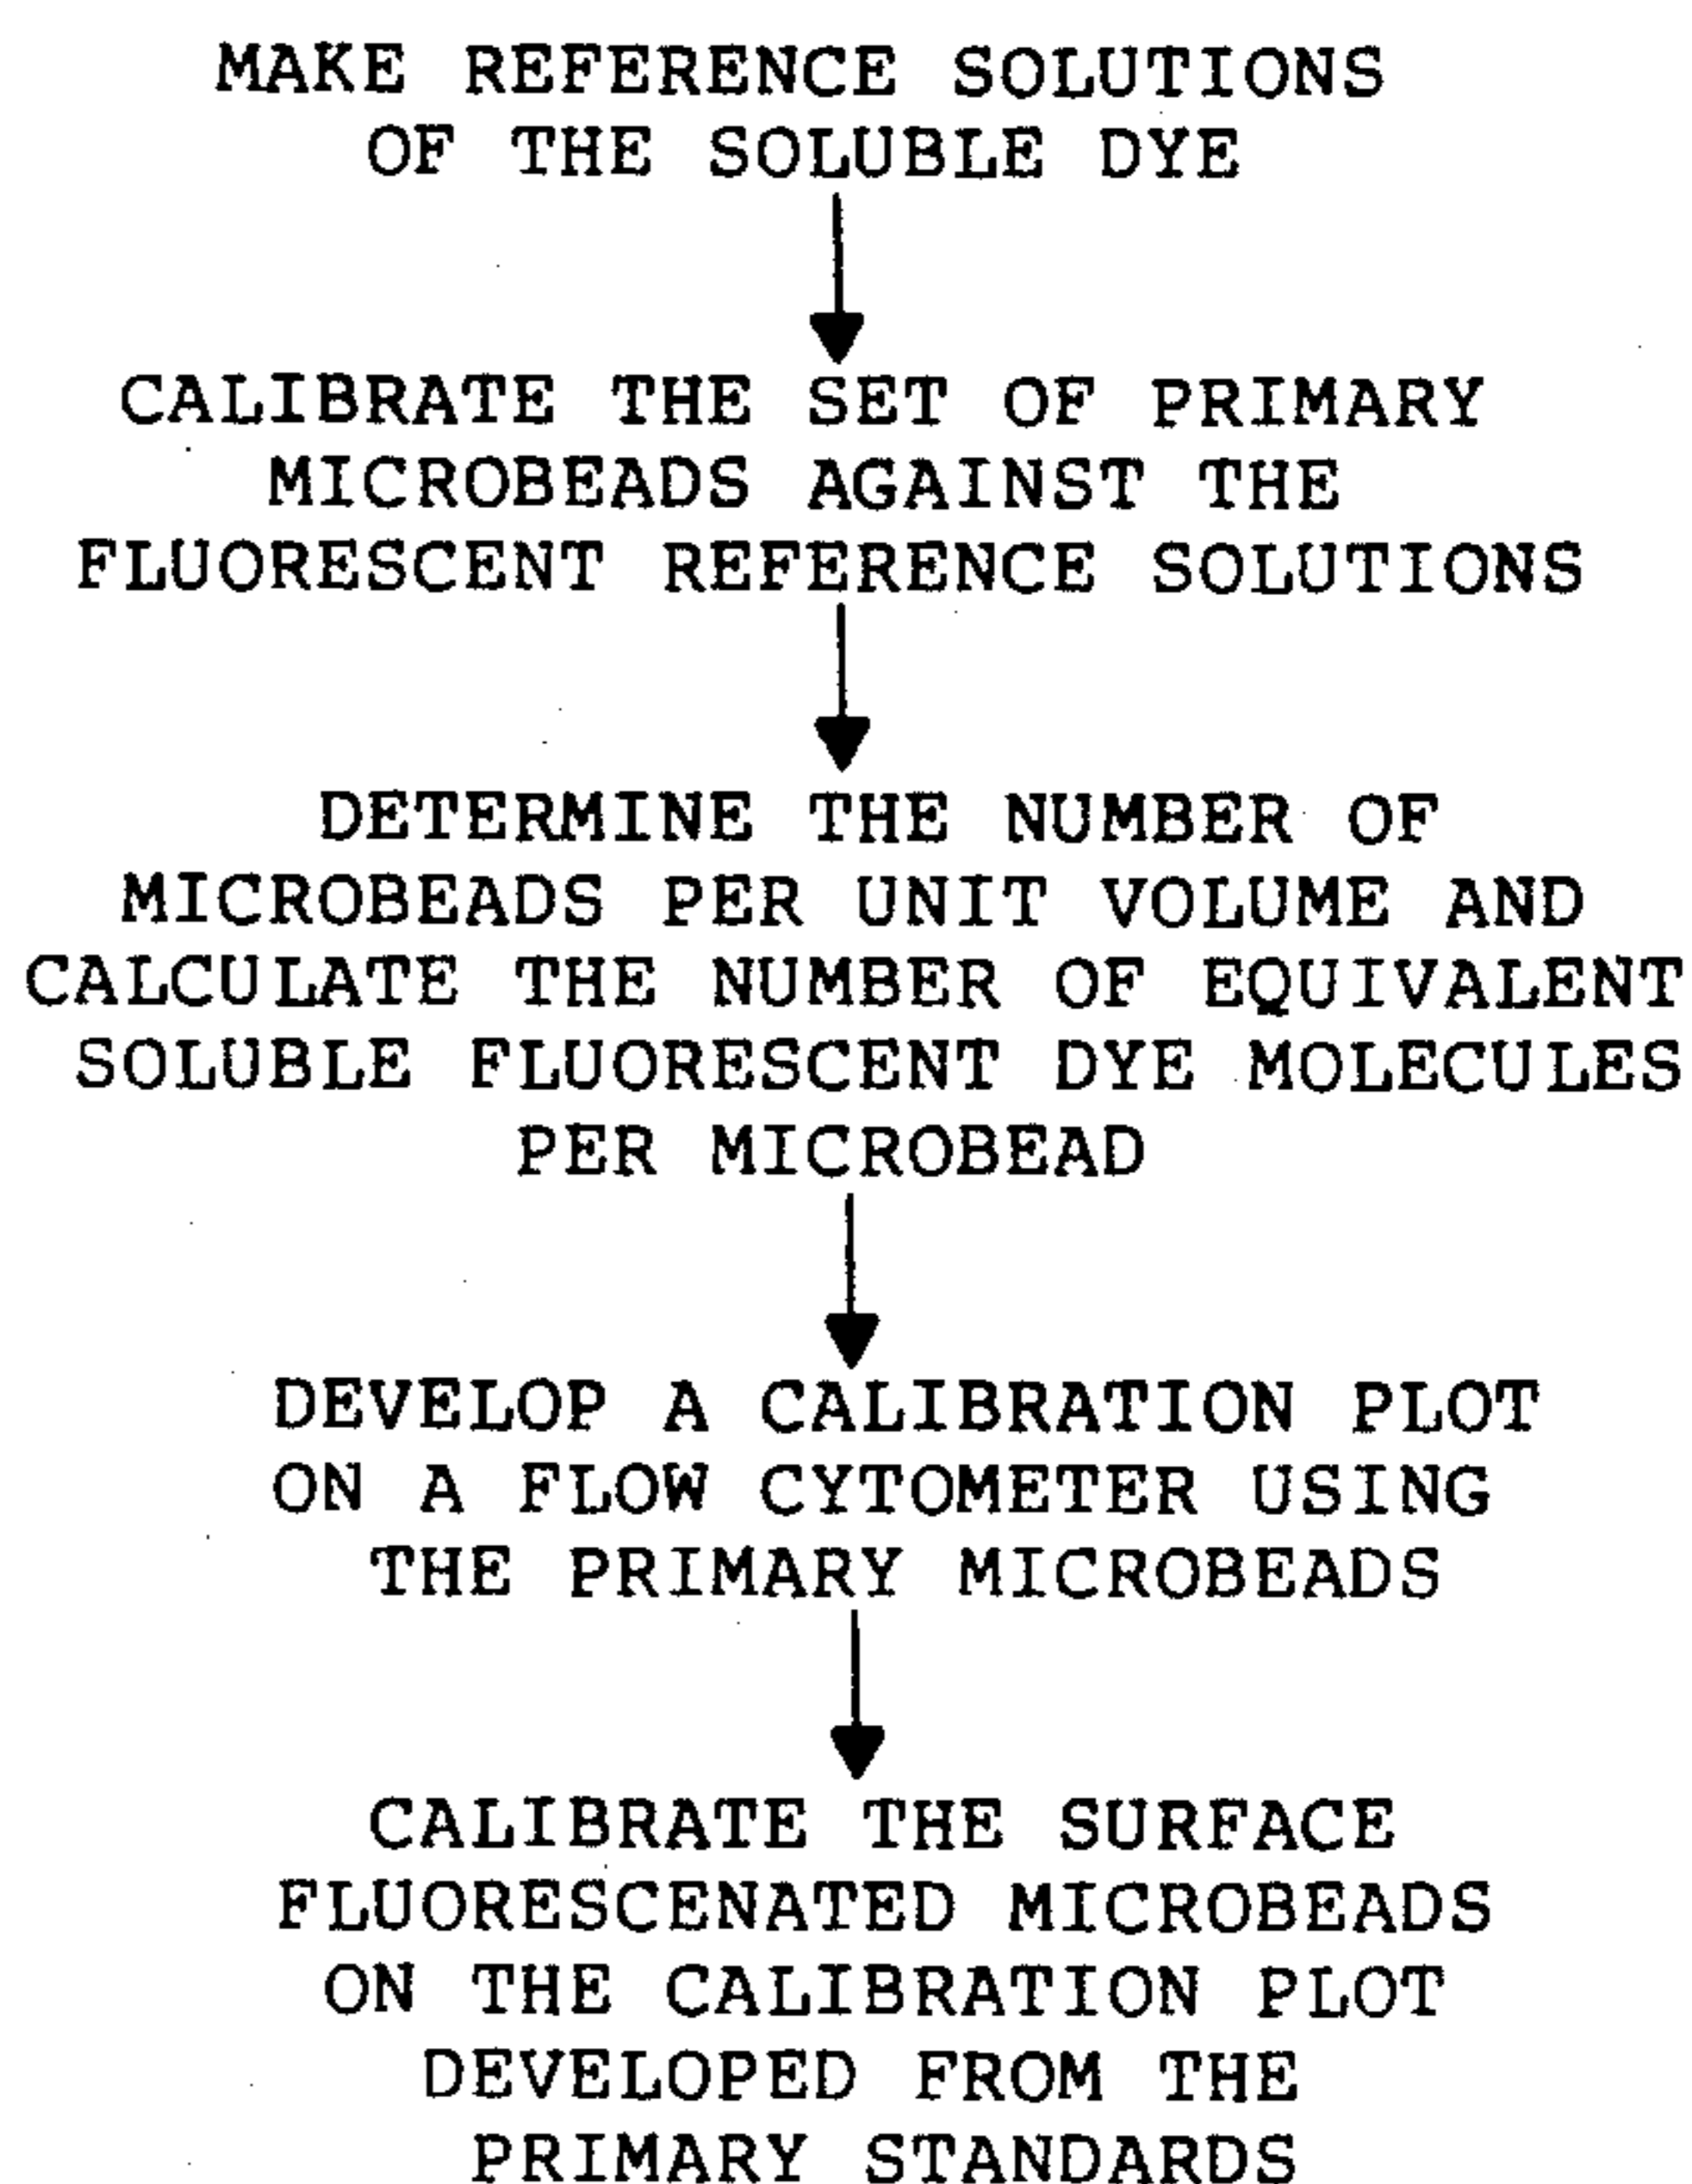 MAKE REFERENCE SOLUTIONS
OF THE SOLUBLE DYE
CALIBRATE THE SET OF PRIMARY
MICROBEADS AGAINST THE
FLUORESCENT REFERENCE SOLUTIONS
DETERMINE THE NUMBER OF
MICROBEADS PER UNIT VOLUME AND
CALCULATE THE NUMBER OF EQUIVALENT
SOLUBLE FLUORESCENT DYE MOLECULES
PER MICROBEAD
DEVELOP A CALIBRATION PLOT
ON A FLOW CYTOMETER USING
THE PRIMARY MICROBEADS
CALIBRATE THE SURFACE
FLUORESCENATED MICROBEADS
ON THE CALIBRATION PLOT
DEVELOPED FROM THE
PRIMARY STANDARDS